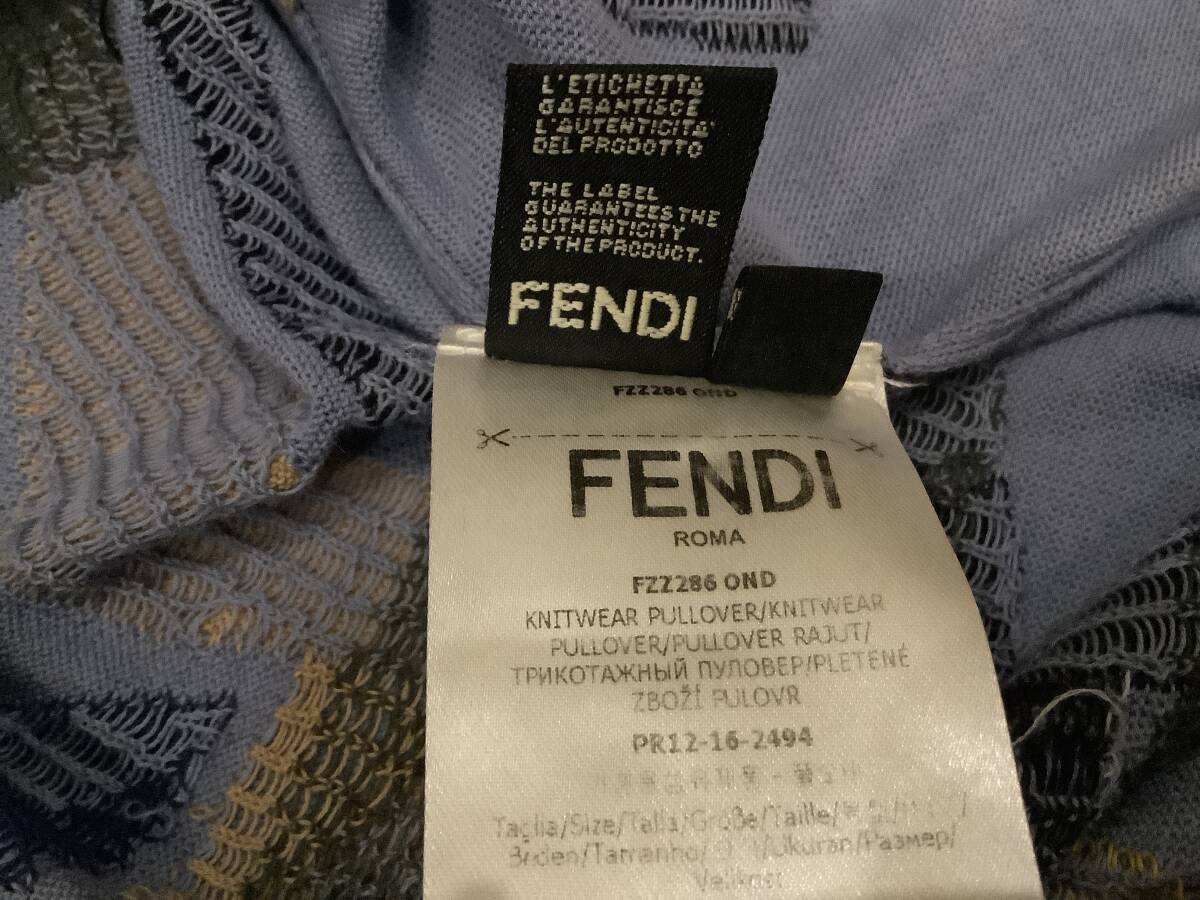 L'ETICHETTA
GARANTISCE
L'AUTENTICITA'
DEL PRODOTTO
THE LABEL
GUARANTEES THE
AUTHENTICITY
OF THE PRODUCT.
FENDI
FZZ286 OND
FENDI
ROMA
FZZ286 OND
KNITWEAR PULLOVER/KNITWEAR
PULLOVER/PULLOVER RAJUT/
ТРИКОТАЖНЫЙ ПУЛОВЕР/PLETENÉ
ZBOŽÍ PULOVR
PR12-16-2494
Taglia/Size/Talla/Größe/Taille/
Beden/Tamanho/ /Ukuran/Размер/
Velikost